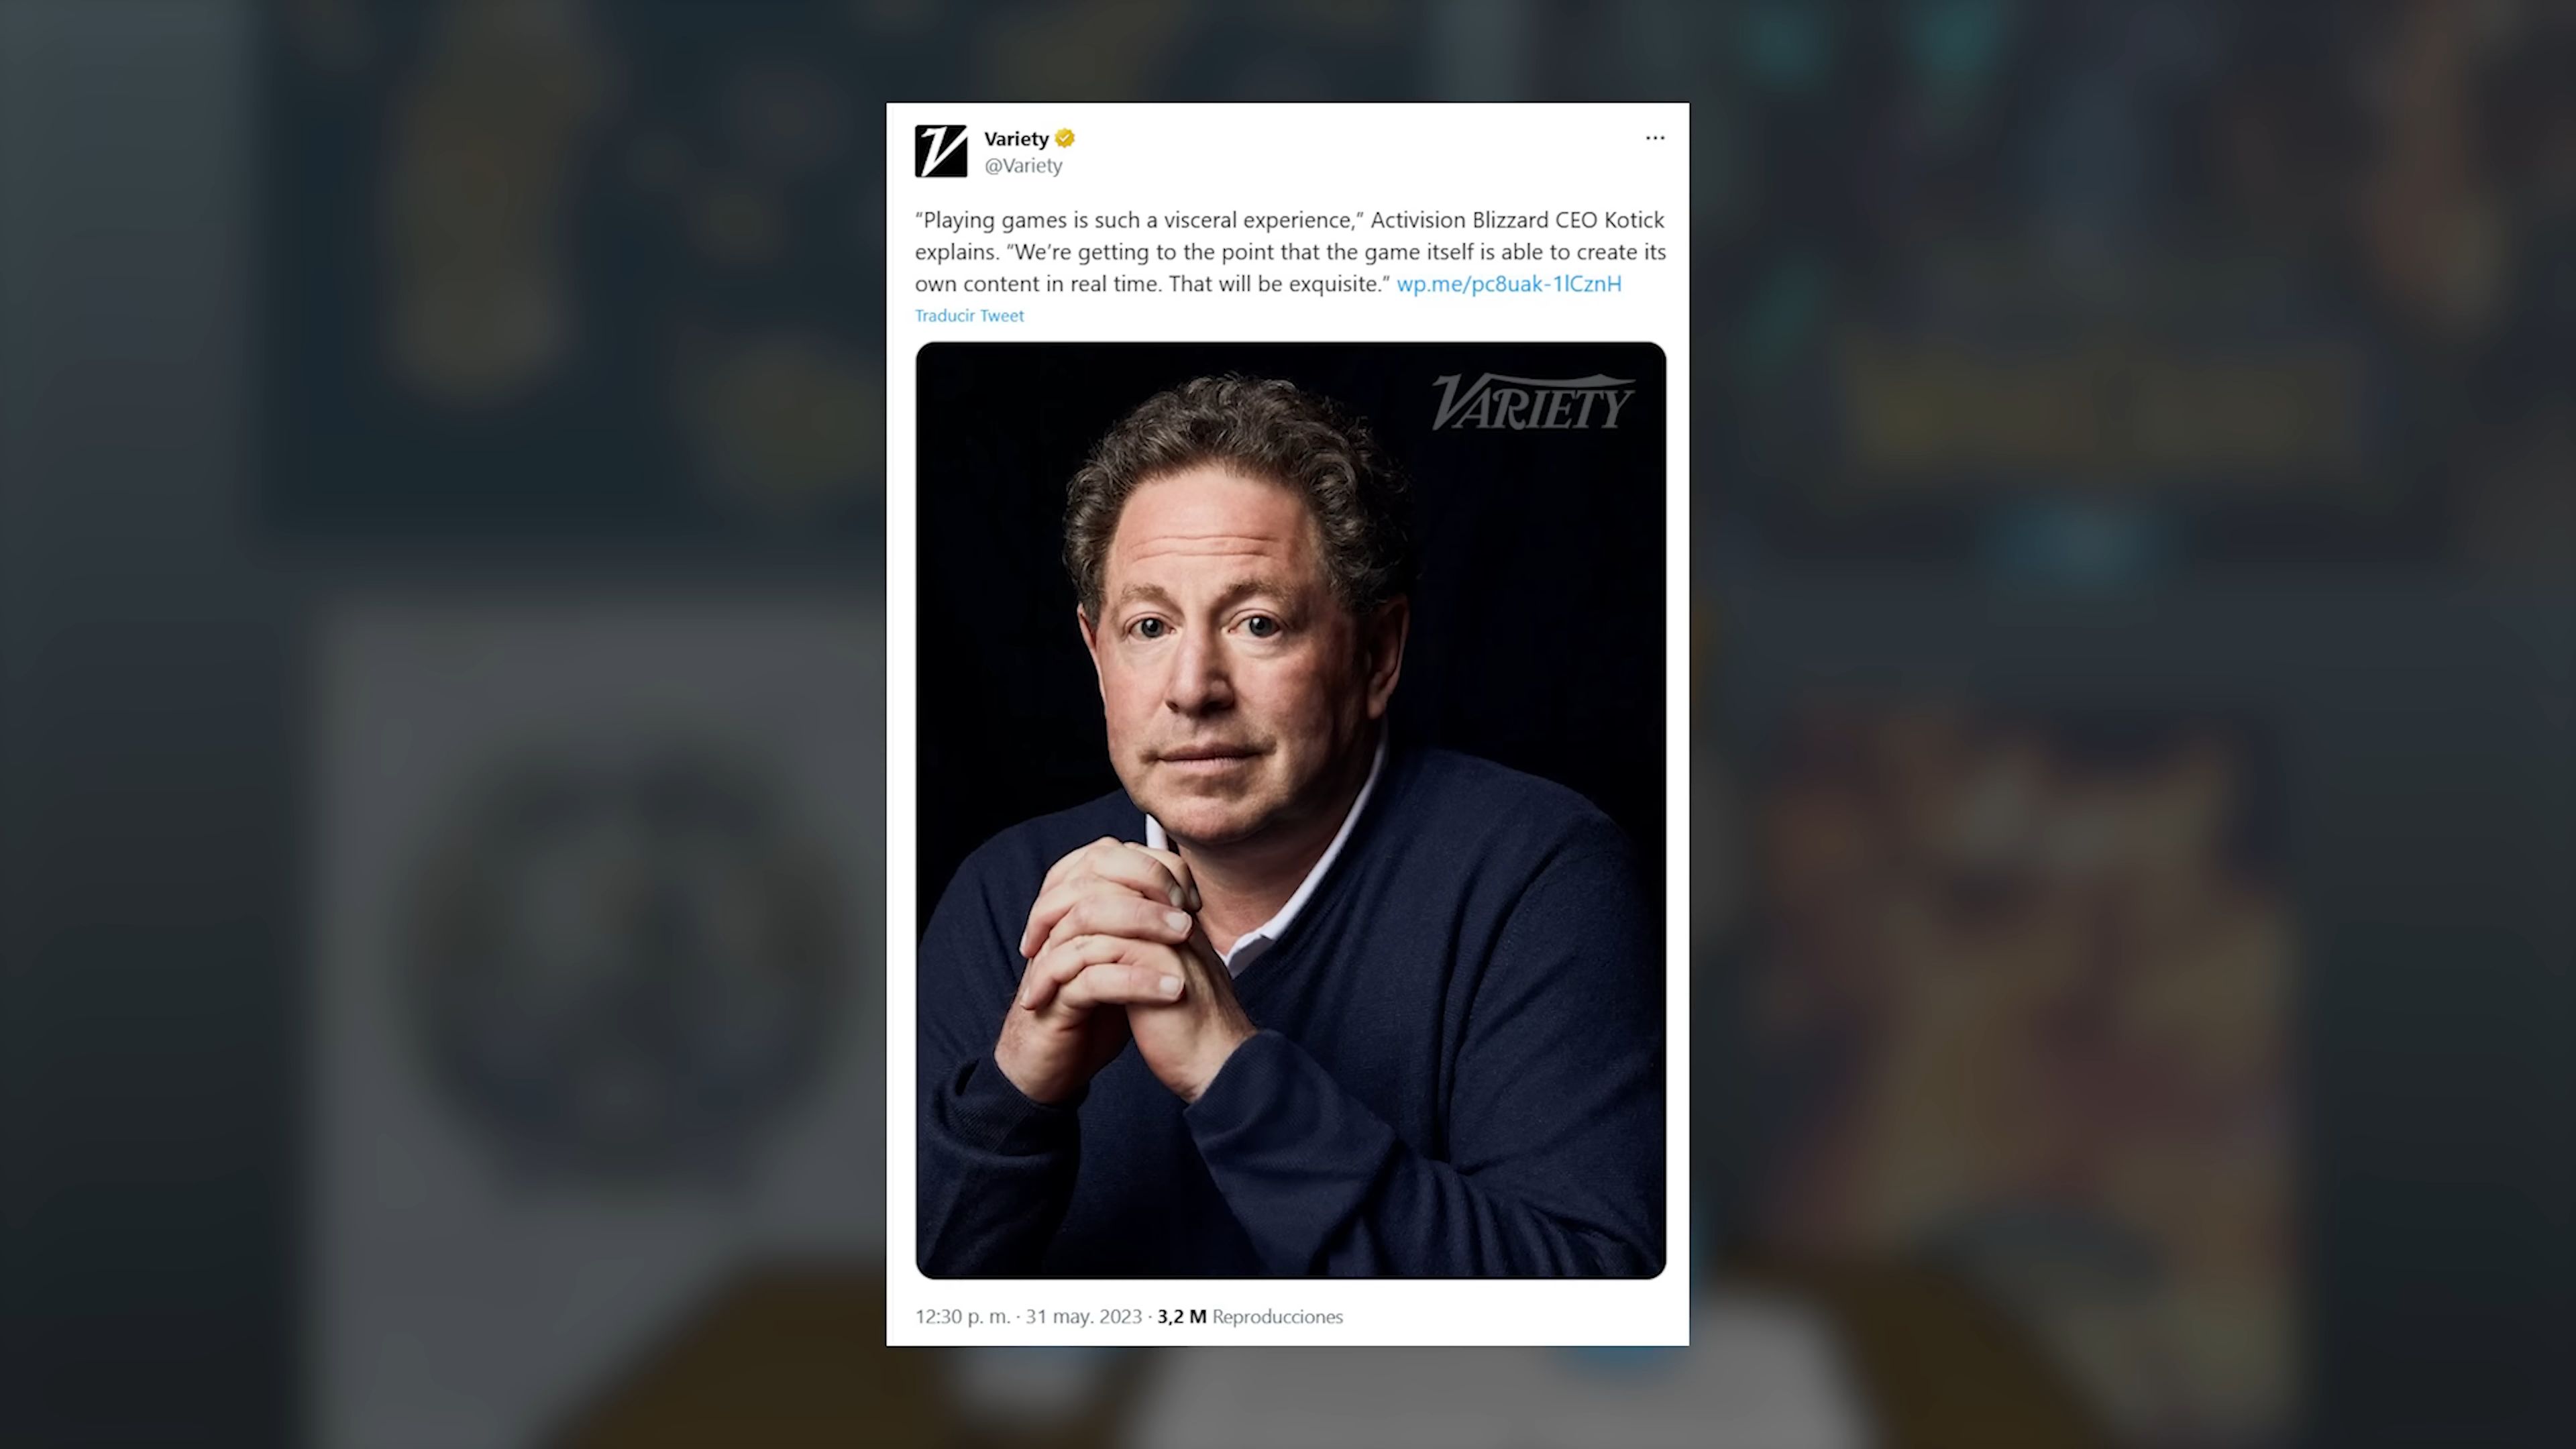 Variety
@Variety
“Playing games is such a visceral experience,” Activision Blizzard CEO Kotick
explains. “We’re getting to the point that the game itself is able to create its
own content in real time. That will be exquisite.” wp.me/pc8uak-1lCznH
Traducir Tweet
VARIETY
12:30 p. m. · 31 may. 2023 · 3,2 M Reproducciones